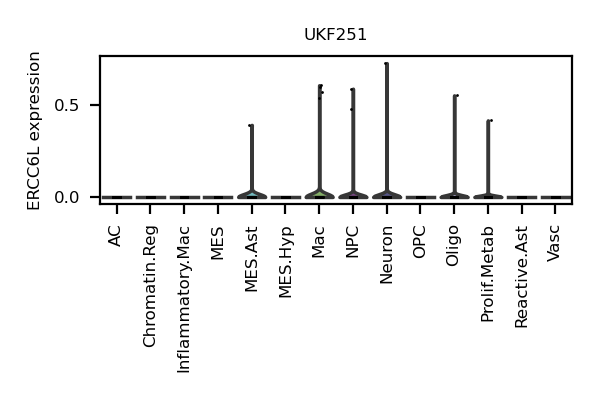 UKF251
ERCC6L expression
0.5
0.0
AC
Chromatin.Reg
Inflammatory.Mac
MES
MES.Ast
MES.Hyp
Mac
NPC
Neuron
OPC
Oligo
Prolif.Metab
Reactive.Ast
Vasc